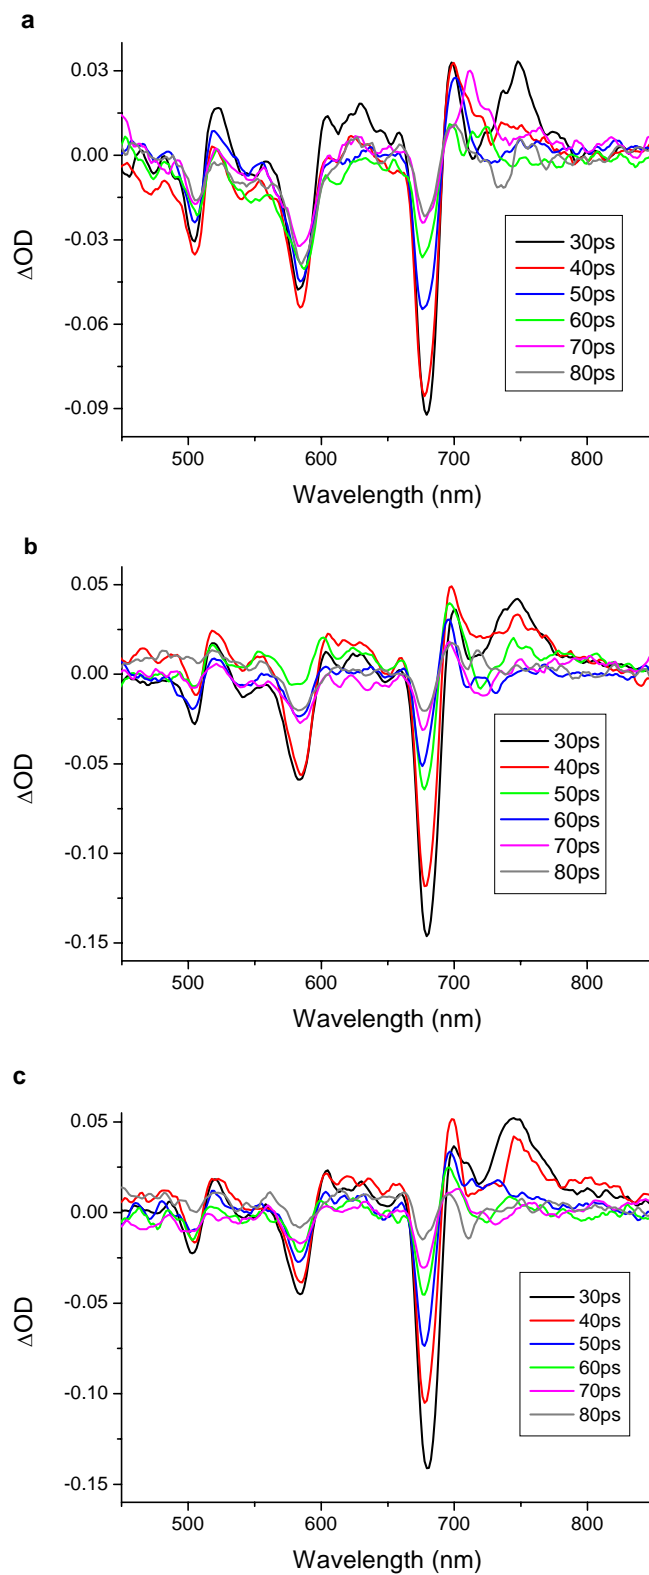 a
0.03
0.00
-0.03
-0.06
-0.09
ΔOD
30ps
40ps
50ps
60ps
70ps
80ps
500 600 700 800
Wavelength (nm)
b
0.05
0.00
-0.05
-0.10
-0.15
ΔOD
30ps
40ps
50ps
60ps
70ps
80ps
500 600 700 800
Wavelength (nm)
c
0.05
0.00
-0.05
-0.10
-0.15
ΔOD
30ps
40ps
50ps
60ps
70ps
80ps
500 600 700 800
Wavelength (nm)